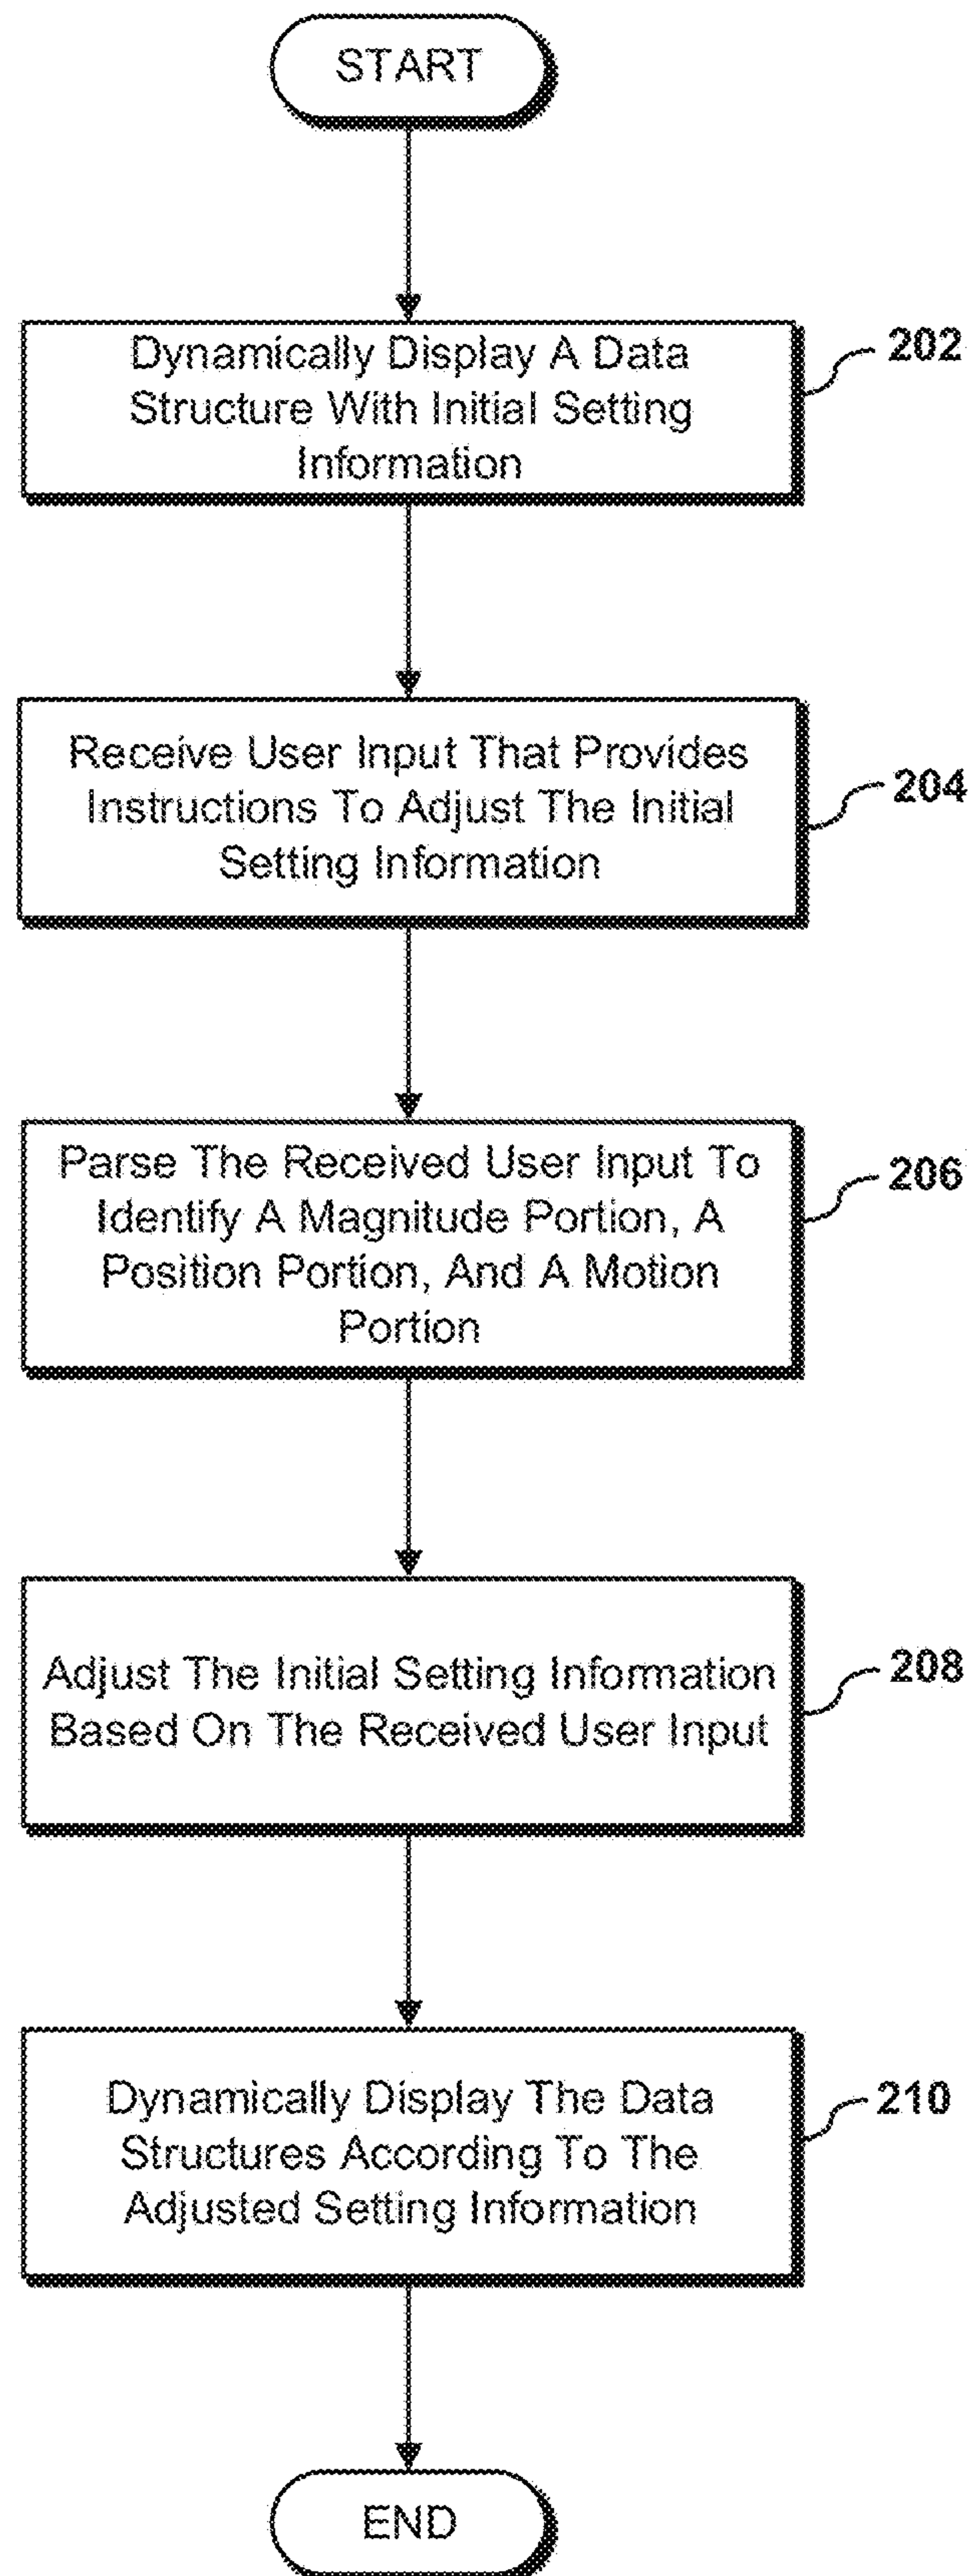 START
Dynamically Display A Data
Structure With Initial Setting
Information
202
Receive User Input That Provides
Instructions To Adjust The Initial
Setting Information
204
Parse The Received User Input To
Identify A Magnitude Portion, A
Position Portion, And A Motion
Portion
206
Adjust The Initial Setting Information
Based On The Received User Input
208
Dynamically Display The Data
Structures According To The
Adjusted Setting Information
210
END